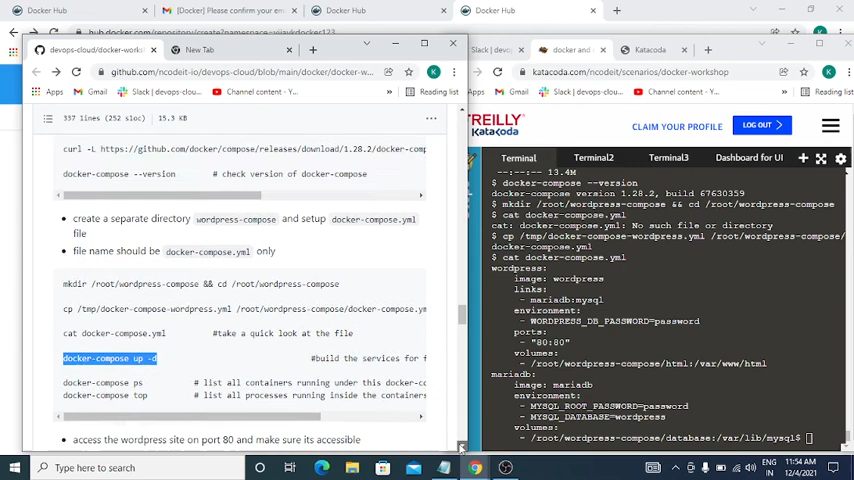 Docker Hub
[Docker] Please confirm your em
Docker Hub
Docker Hub
hub.docker.com/repository/create?namespace=vijaykdocker123
devops-cloud/docker-worksh
New Tab
github.com/ncodeit/devops-cloud/blob/main/docker/docker-w...
Apps
Gmail
Slack | devops-cloud...
Channel content - Y...
»
Reading list
337 lines (252 sloc)
15.3 KB
curl -L https://github.com/docker/compose/releases/download/1.28.2/docker-comp
docker-compose --version # check version of docker-compose
create a separate directory wordpress-compose and setup docker-compose.yml
file
file name should be docker-compose.yml only
mkdir /root/wordpress-compose && cd /root/wordpress-compose
cp /tmp/docker-compose-wordpress.yml /root/wordpress-compose/docker-compose.ym
cat docker-compose.yml #take a quick look at the file
docker-compose up -d #build the services for f
docker-compose ps # list all containers running under this docker-c
docker-compose top # list all processes running inside the containers
access the wordpress site on port 80 and make sure its accessible
Slack | devops-
docker and
Katacoda
katacoda.com/ncodeit/scenarios/docker-workshop
Apps
Gmail
Slack | devops-cloud...
Channel content - Y...
»
Reading list
REILLY
KataKoda
CLAIM YOUR PROFILE
LOG OUT
Terminal
Terminal2
Terminal3
Dashboard for UI
--:--:-- 13.4M
$ docker-compose --version
docker-compose version 1.28.2, build 67630359
$ mkdir /root/wordpress-compose && cd /root/wordpress-compose
$ cat docker-compose.yml
cat: docker-compose.yml: No such file or directory
$ cp /tmp/docker-compose-wordpress.yml /root/wordpress-compose/
docker-compose.yml
$ cat docker-compose.yml
wordpress:
image: wordpress
links:
- mariadb:mysql
environment:
- WORDPRESS_DB_PASSWORD=password
ports:
- "80:80"
volumes:
- /root/wordpress-compose/html:/var/www/html
mariadb:
image: mariadb
environment:
- MYSQL_ROOT_PASSWORD=password
- MYSQL_DATABASE=wordpress
volumes:
- /root/wordpress-compose/database:/var/lib/mysql$
Type here to search
ENG
IN
11:54 AM
12/4/2021